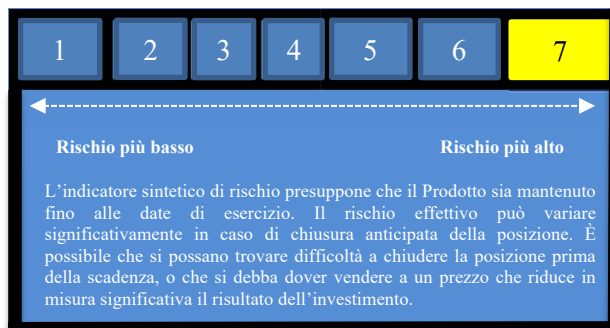 1 2 3 4 5 6 7
Rischio più basso Rischio più alto
L'indicatore sintetico di rischio presuppone che il Prodotto sia mantenuto
fino alle date di esercizio. Il rischio effettivo può variare
significativamente in caso di chiusura anticipata della posizione. È
possibile che si possano trovare difficoltà a chiudere la posizione prima
della scadenza, o che si debba dover vendere a un prezzo che riduce in
misura significativa il risultato dell'investimento.